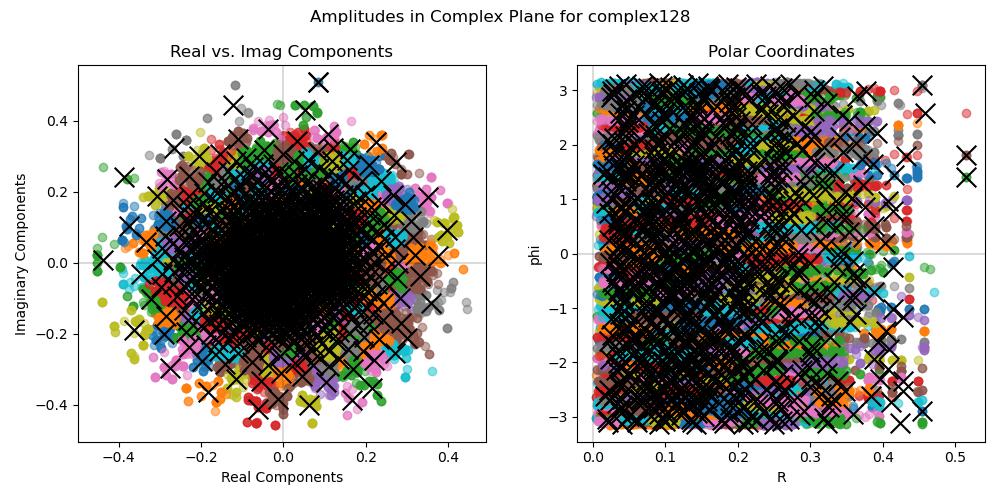 Amplitudes in Complex Plane for complex128
Real vs. Imag Components
Imaginary Components
0.4
0.2
0.0
−0.2
−0.4
−0.4 −0.2 0.0 0.2 0.4
Real Components
Polar Coordinates
phi
3
2
1
0
−1
−2
−3
0.0 0.1 0.2 0.3 0.4 0.5
R